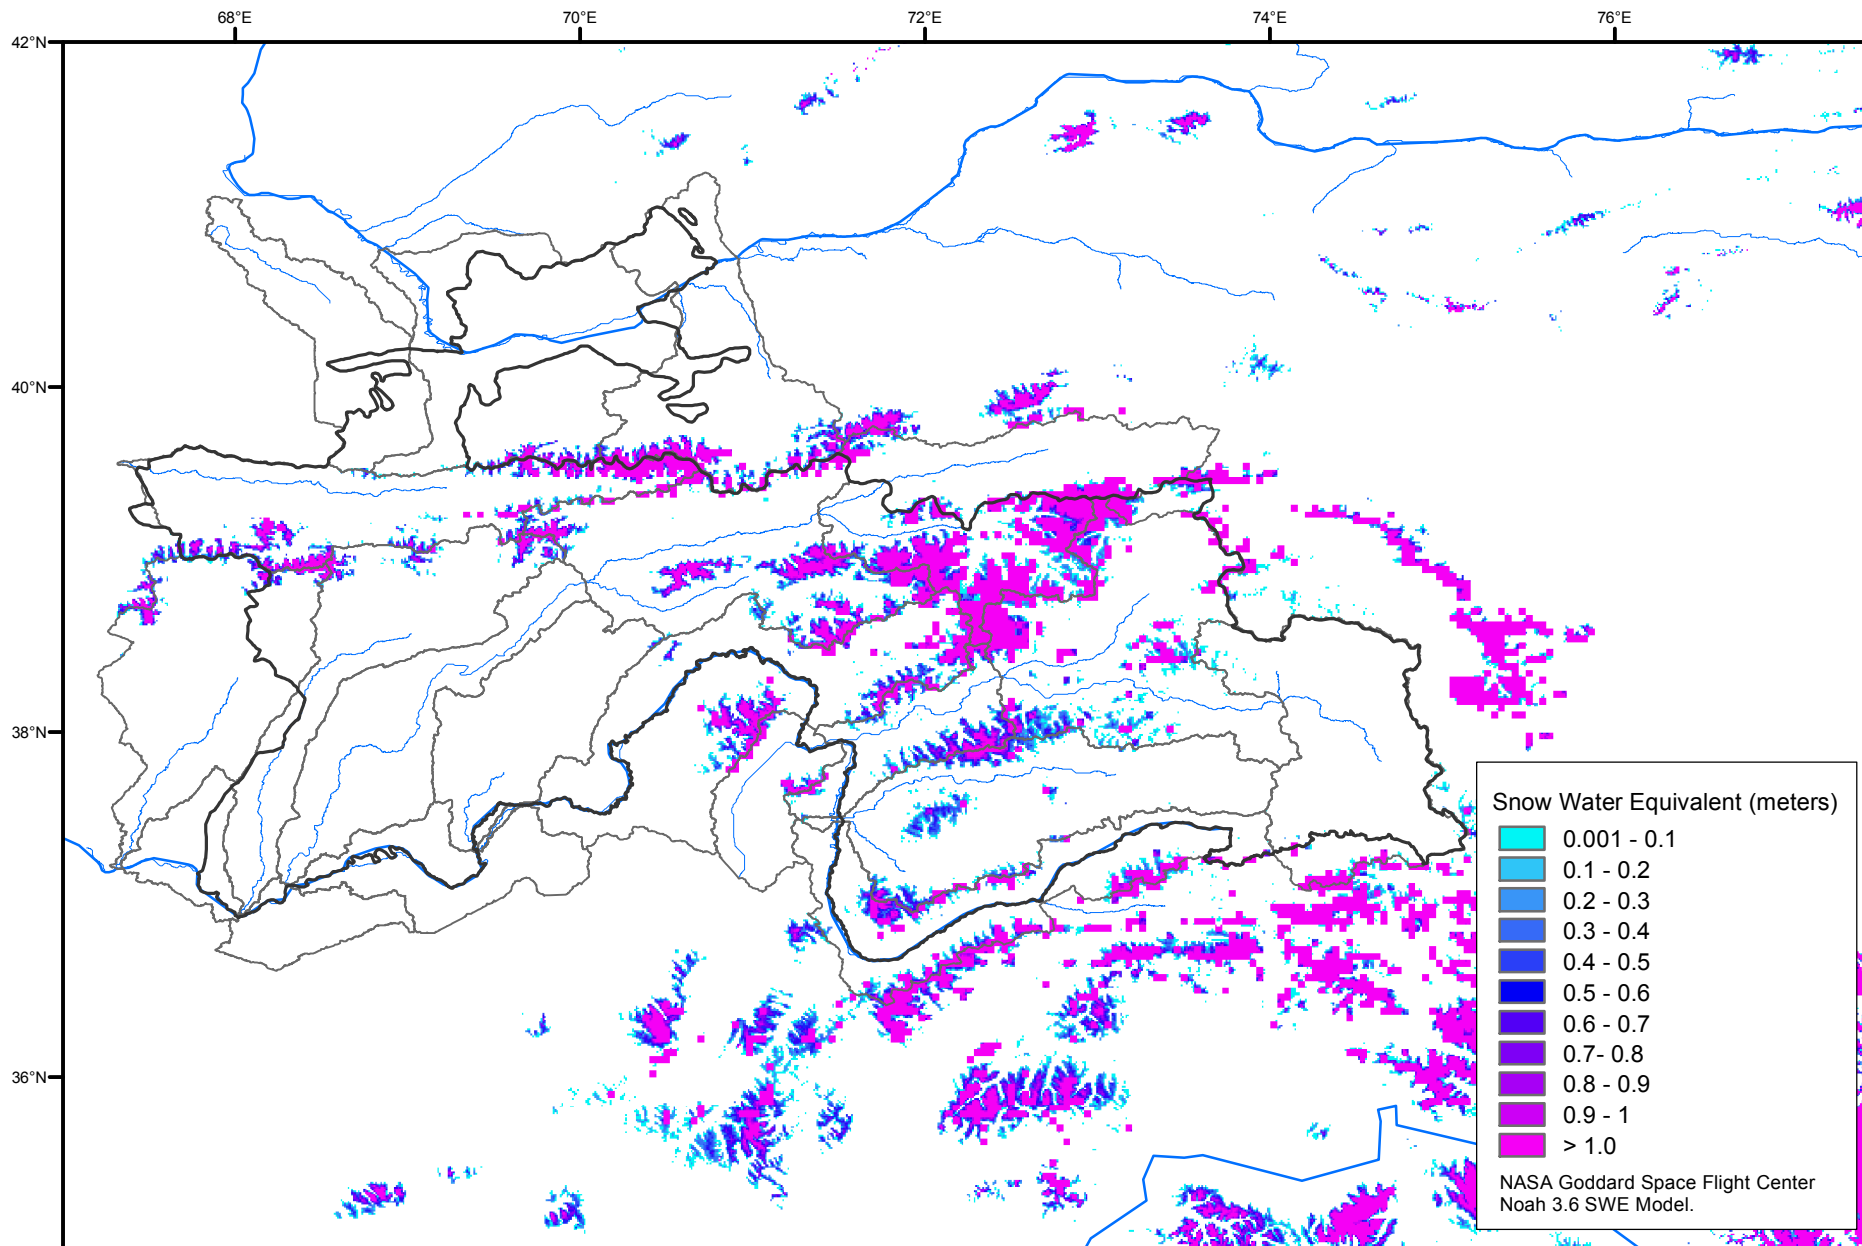 68°E
70°E
72°E
74°E
76°E
42°N
40°N
38°N
36°N
Snow Water Equivalent (meters)
0.001 - 0.1
0.1 - 0.2
0.2 - 0.3
0.3 - 0.4
0.4 - 0.5
0.5 - 0.6
0.6 - 0.7
0.7- 0.8
0.8 - 0.9
0.9 - 1
> 1.0
NASA Goddard Space Flight Center
Noah 3.6 SWE Model.